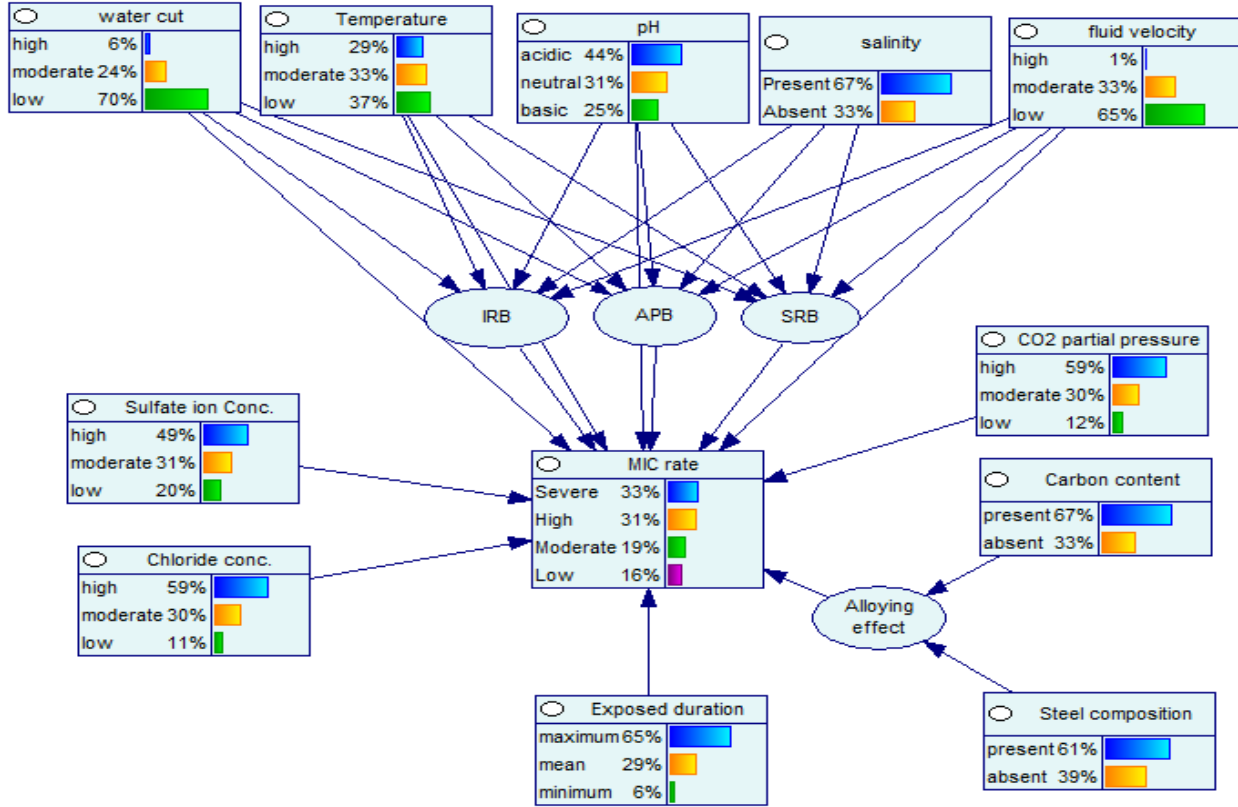 water cut
high 6%
moderate 24%
low 70%
Temperature
high 29%
moderate 33%
low 37%
pH
acidic 44%
neutral 31%
basic 25%
salinity
Present 67%
Absent 33%
fluid velocity
high 1%
moderate 33%
low 65%
IRB
APB
SRB
CO2 partial pressure
high 59%
moderate 30%
low 12%
Sulfate ion Conc.
high 49%
moderate 31%
low 20%
MIC rate
Severe 33%
High 31%
Moderate 19%
Low 16%
Carbon content
present 67%
absent 33%
Chloride conc.
high 59%
moderate 30%
low 11%
Alloying
effect
Exposed duration
maximum 65%
mean 29%
minimum 6%
Steel composition
present 61%
absent 39%